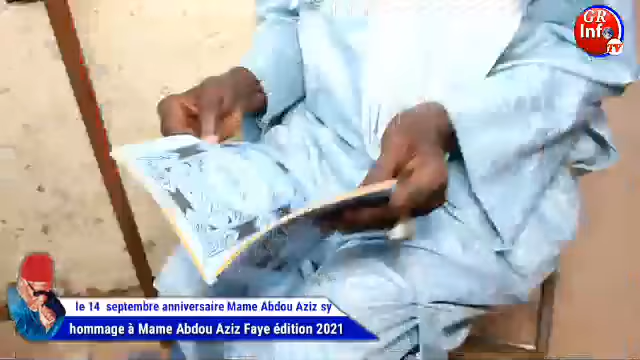 GR
Info
TV
le 14 septembre anniversaire Mame Abdou Aziz sy
hommage à Mame Abdou Aziz Faye édition 2021